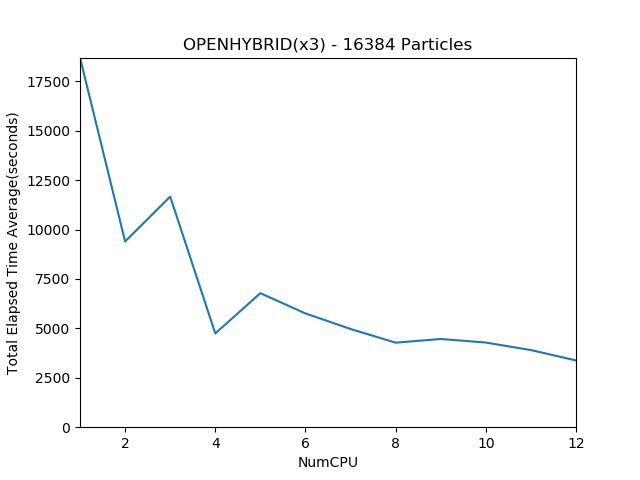 OPENHYBRID(x3) - 16384 Particles
Total Elapsed Time Average(seconds)
17500
15000
12500
10000
7500
5000
2500
0
2 4 6 8 10 12
NumCPU